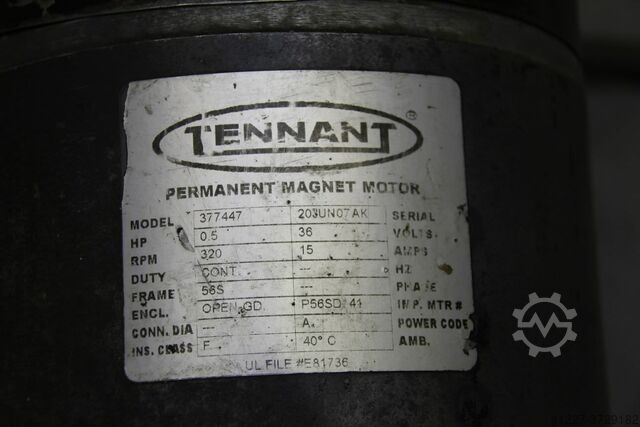 TENNANT ®
PERMANENT MAGNET MOTOR
MODEL 377447 203UN07AK SERIAL
HP 0.5 36 VOLTS
RPM 320 15 AMPS
DUTY CONT. --- HZ
FRAME 56S --- PHASE
ENCL. OPEN GD. P56SD 41 IMP. MTR #
CONN. DIA --- A POWER CODE
INS. CLASS F 40° C AMB.
UL FILE #E81736